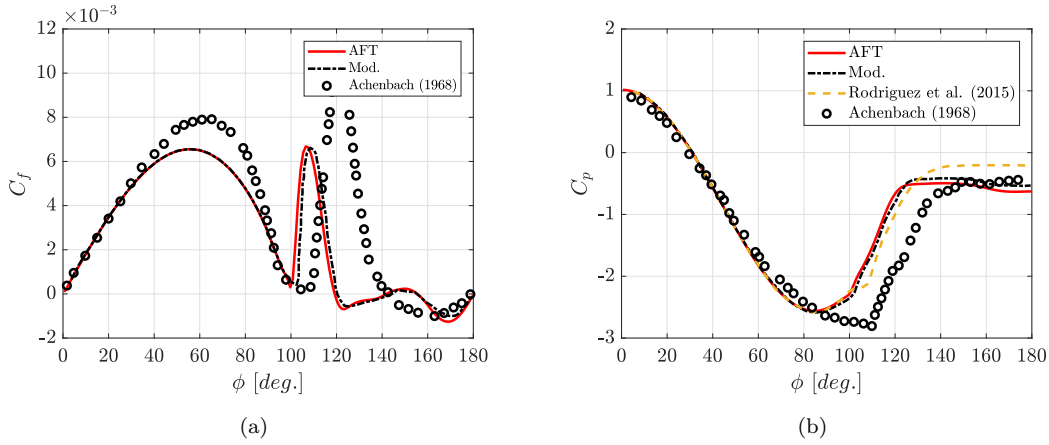 ×10⁻³
12
10
8
6
4
2
0
-2
C_f
0 20 40 60 80 100 120 140 160 180
ϕ [deg.]
AFT
Mod.
Achenbach (1968)
(a)
2
1
0
-1
-2
-3
C_p
0 20 40 60 80 100 120 140 160 180
ϕ [deg.]
AFT
Mod.
Rodriguez et al. (2015)
Achenbach (1968)
(b)